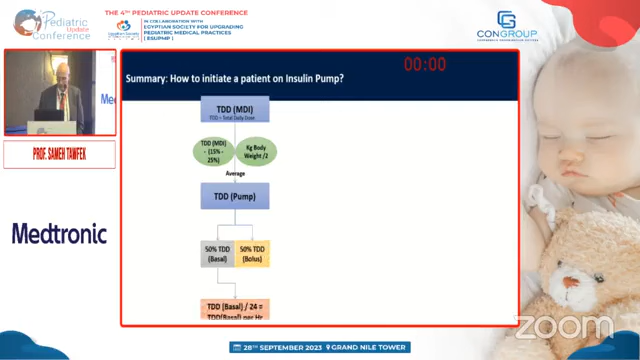 Pediatric
Update
Conference
THE 4TH PEDIATRIC UPDATE CONFERENCE
IN COLLABORATION WITH
EGYPTIAN SOCIETY FOR UPGRADING
PEDIATRIC MEDICAL PRACTICES
( ESUPMP )
CONGROUP
00:00
Summary: How to initiate a patient on Insulin Pump?
Me
TDD (MDI)
TDD = Total Daily Dose
TDD (MDI)
- (15% -
25%)
Kg Body
Weight /2
Average
TDD (Pump)
50% TDD
(Basal)
50% TDD
(Bolus)
TDD (Basal) / 24 =
TDD(Basal) per Hr
PROF. SAMEH TAWFEK
Medtronic
zoom
28TH SEPTEMBER 2023 GRAND NILE TOWER